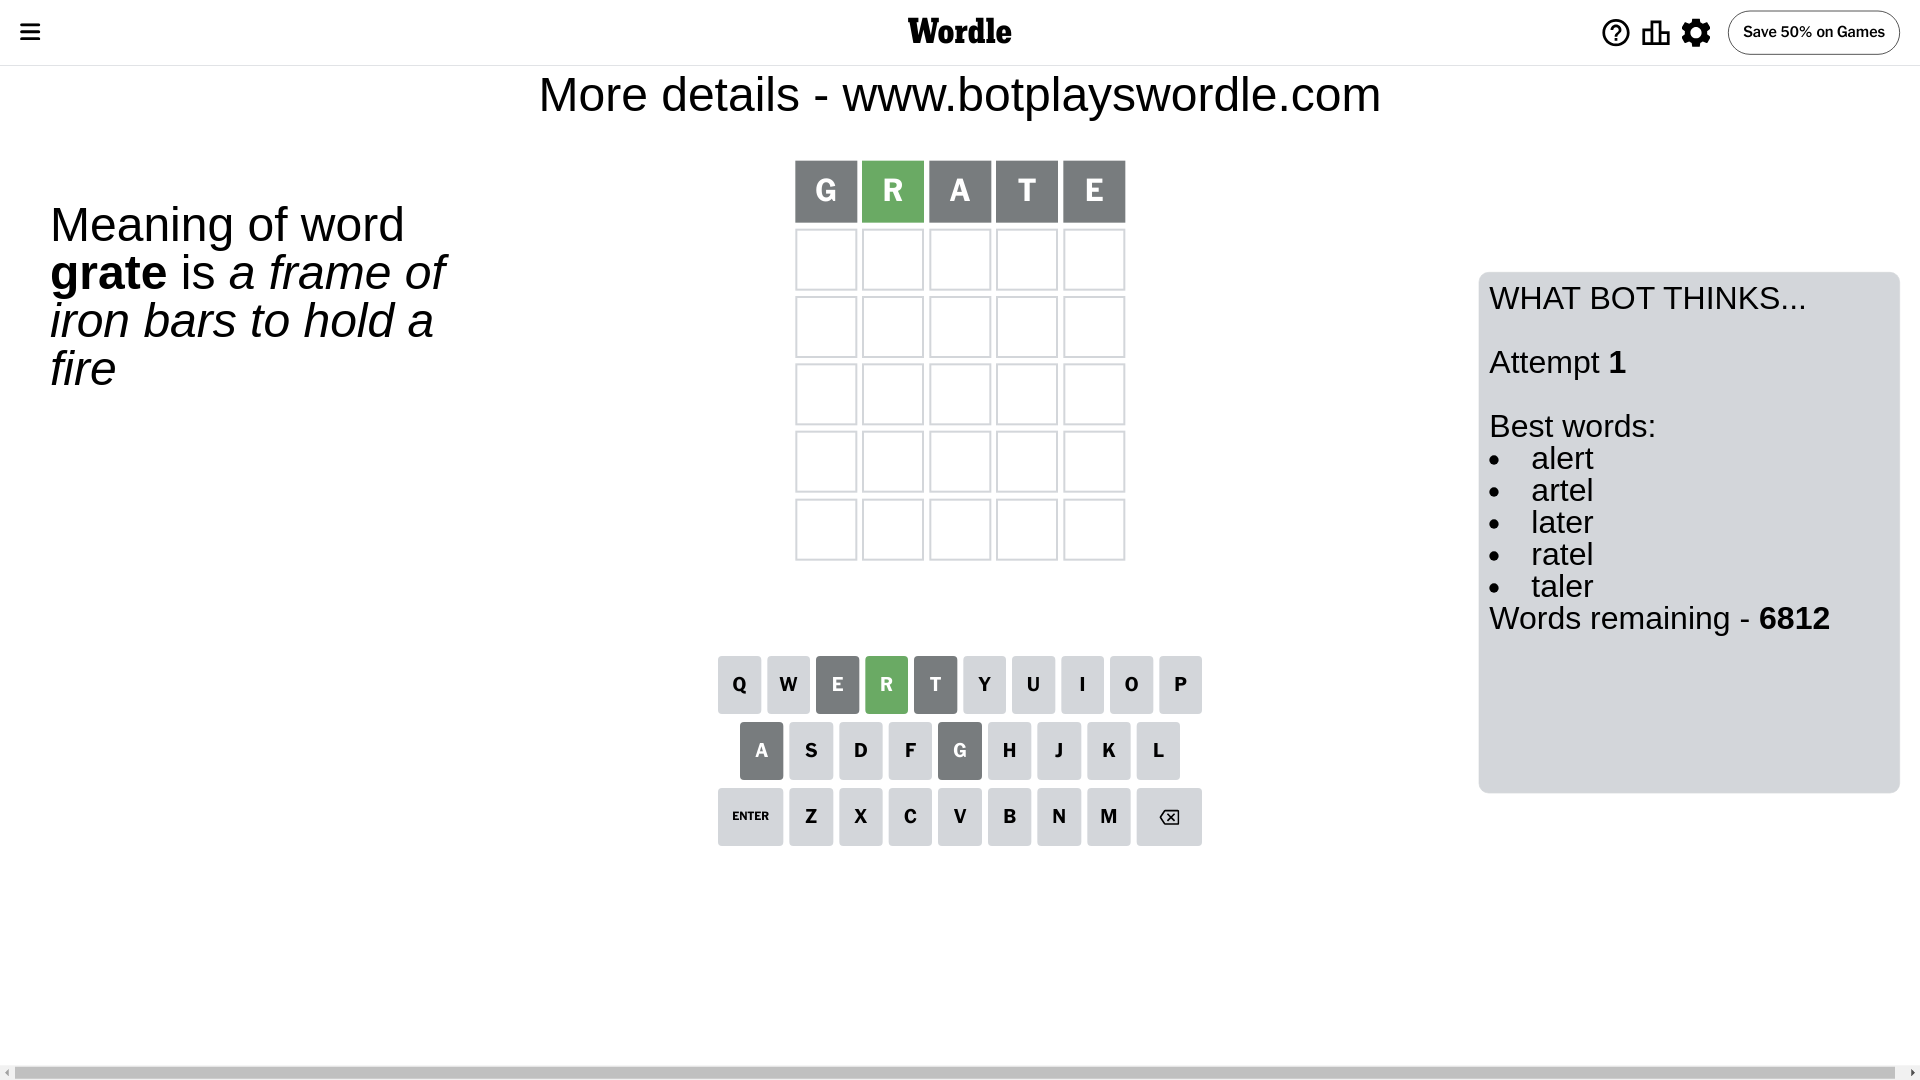 Wordle
Save 50% on Games
More details - www.botplayswordle.com
Meaning of word
grate is a frame of
iron bars to hold a
fire
G R A T E
WHAT BOT THINKS...
Attempt 1
Best words:
• alert
• artel
• later
• ratel
• taler
Words remaining - 6812
Q W E R T Y U I O P
A S D F G H J K L
ENTER Z X C V B N M